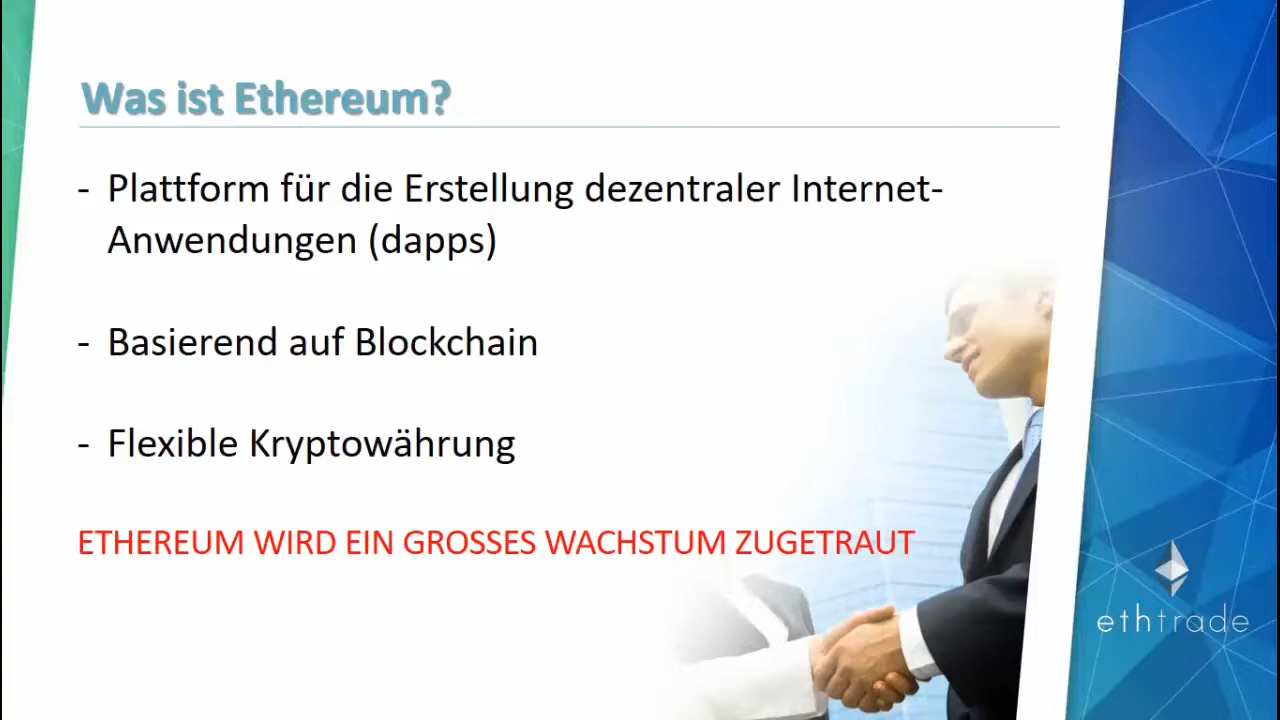 Was ist Ethereum?
- Plattform für die Erstellung dezentraler Internet-
Anwendungen (dapps)
- Basierend auf Blockchain
- Flexible Kryptowährung
ETHEREUM WIRD EIN GROSSES WACHSTUM ZUGETRAUT
ethtrade